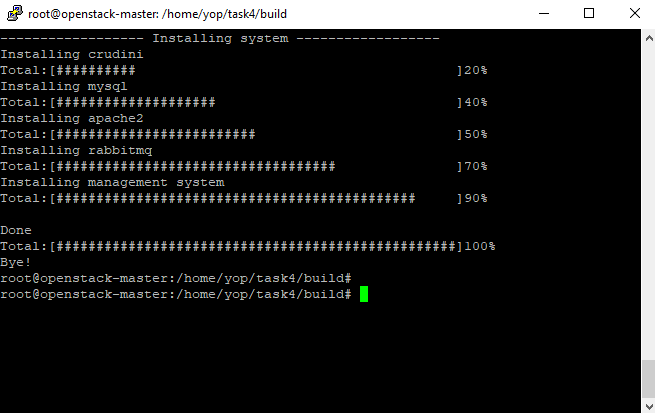 root@openstack-master: /home/yop/task4/build
------------------ Installing system ------------------
Installing crudini
Total:[##########                                        ]20%
Installing mysql
Total:[####################                              ]40%
Installing apache2
Total:[#########################                         ]50%
Installing rabbitmq
Total:[###################################               ]70%
Installing management system
Total:[#############################################     ]90%
Done
Total:[##################################################]100%
Bye!
root@openstack-master:/home/yop/task4/build#
root@openstack-master:/home/yop/task4/build#